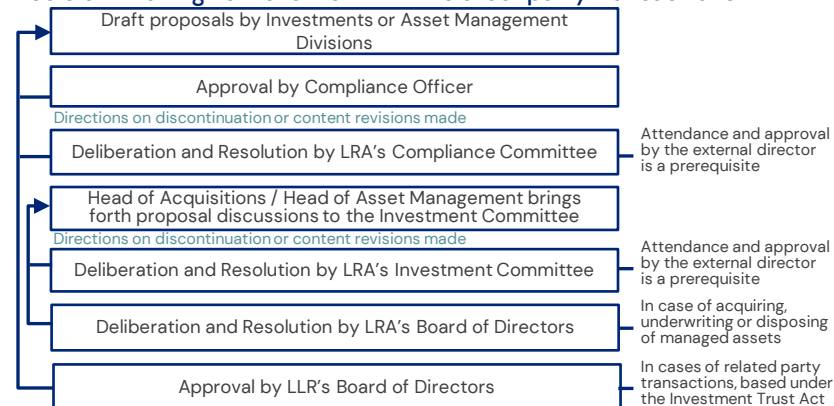 Draft proposals by Investments or Asset Management
Divisions
Approval by Compliance Officer
Directions on discontinuation or content revisions made
Deliberation and Resolution by LRA's Compliance Committee
Attendance and approval
by the external director
is a prerequisite
Head of Acquisitions / Head of Asset Management brings
forth proposal discussions to the Investment Committee
Directions on discontinuation or content revisions made
Deliberation and Resolution by LRA's Investment Committee
Attendance and approval
by the external director
is a prerequisite
Deliberation and Resolution by LRA's Board of Directors
In case of acquiring,
underwriting or disposing
of managed assets
Approval by LLR's Board of Directors
In cases of related party
transactions, based under
the Investment Trust Act